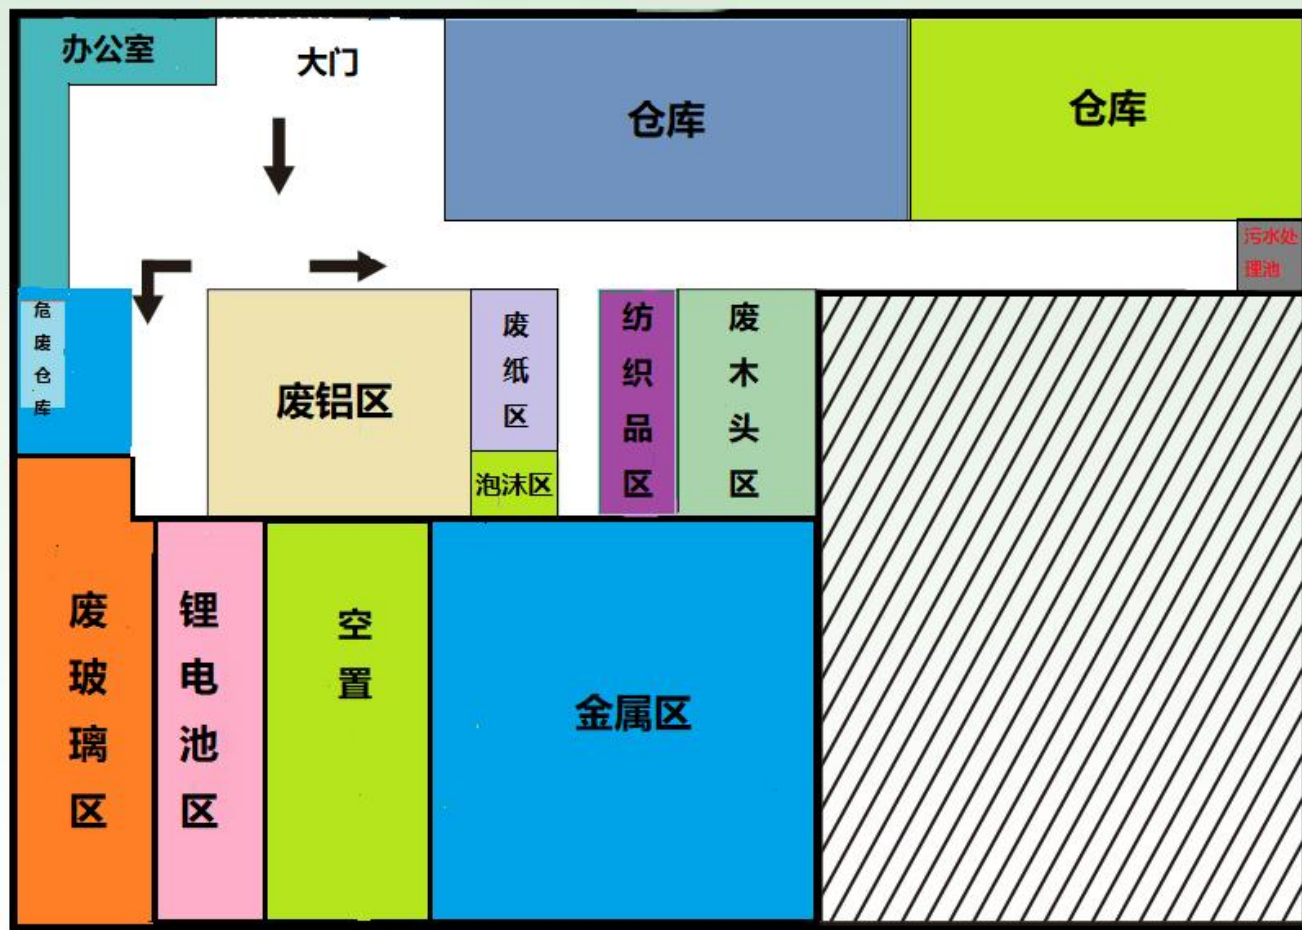 办公室
大门
仓库
仓库
污水处
理池
危废仓库
废铝区
废纸区
泡沫区
纺织品区
废木头区
废玻璃区
锂电池区
空置
金属区